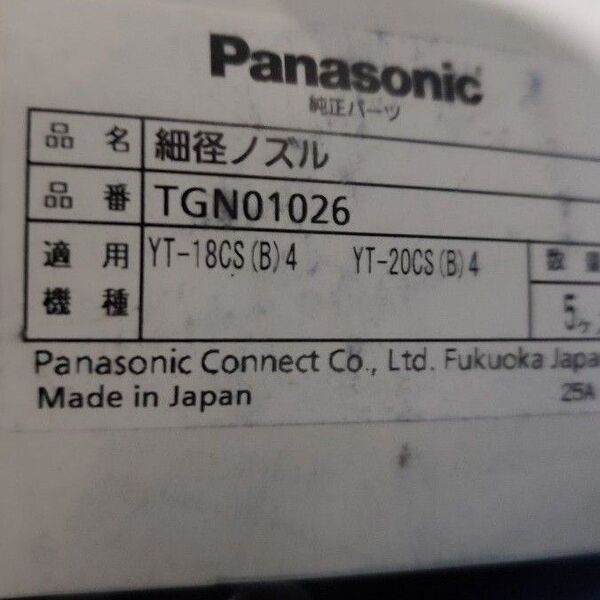 Panasonic
純正パーツ
品名 細径ノズル
品番 TGN01026
適用機種 YT-18CS(B)4 YT-20CS(B)4
数量
5ケ
Panasonic Connect Co., Ltd. Fukuoka Japa
Made in Japan
25A